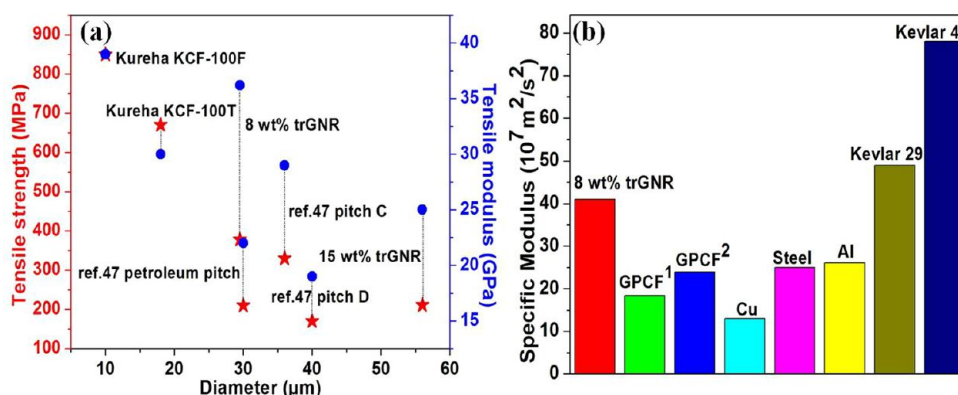 (a)
Tensile strength (MPa)
900
800
700
600
500
400
300
200
100
Kureha KCF-100F
Kureha KCF-100T
8 wt% trGNR
ref.47 pitch C
15 wt% trGNR
ref.47 petroleum pitch
ref.47 pitch D
40
35
30
25
20
15
Tensile modulus (GPa)
10 20 30 40 50 60
Diameter (μm)
(b)
Specific Modulus (10⁷ m²/s²)
80
70
60
50
40
30
20
10
0
8 wt% trGNR
GPCF¹
GPCF²
Cu
Steel
Al
Kevlar 29
Kevlar 4